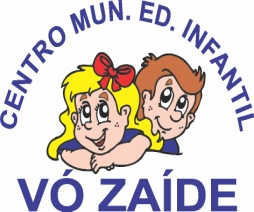 CENTRO MUN. ED. INFANTIL
VÓ ZAÍDE